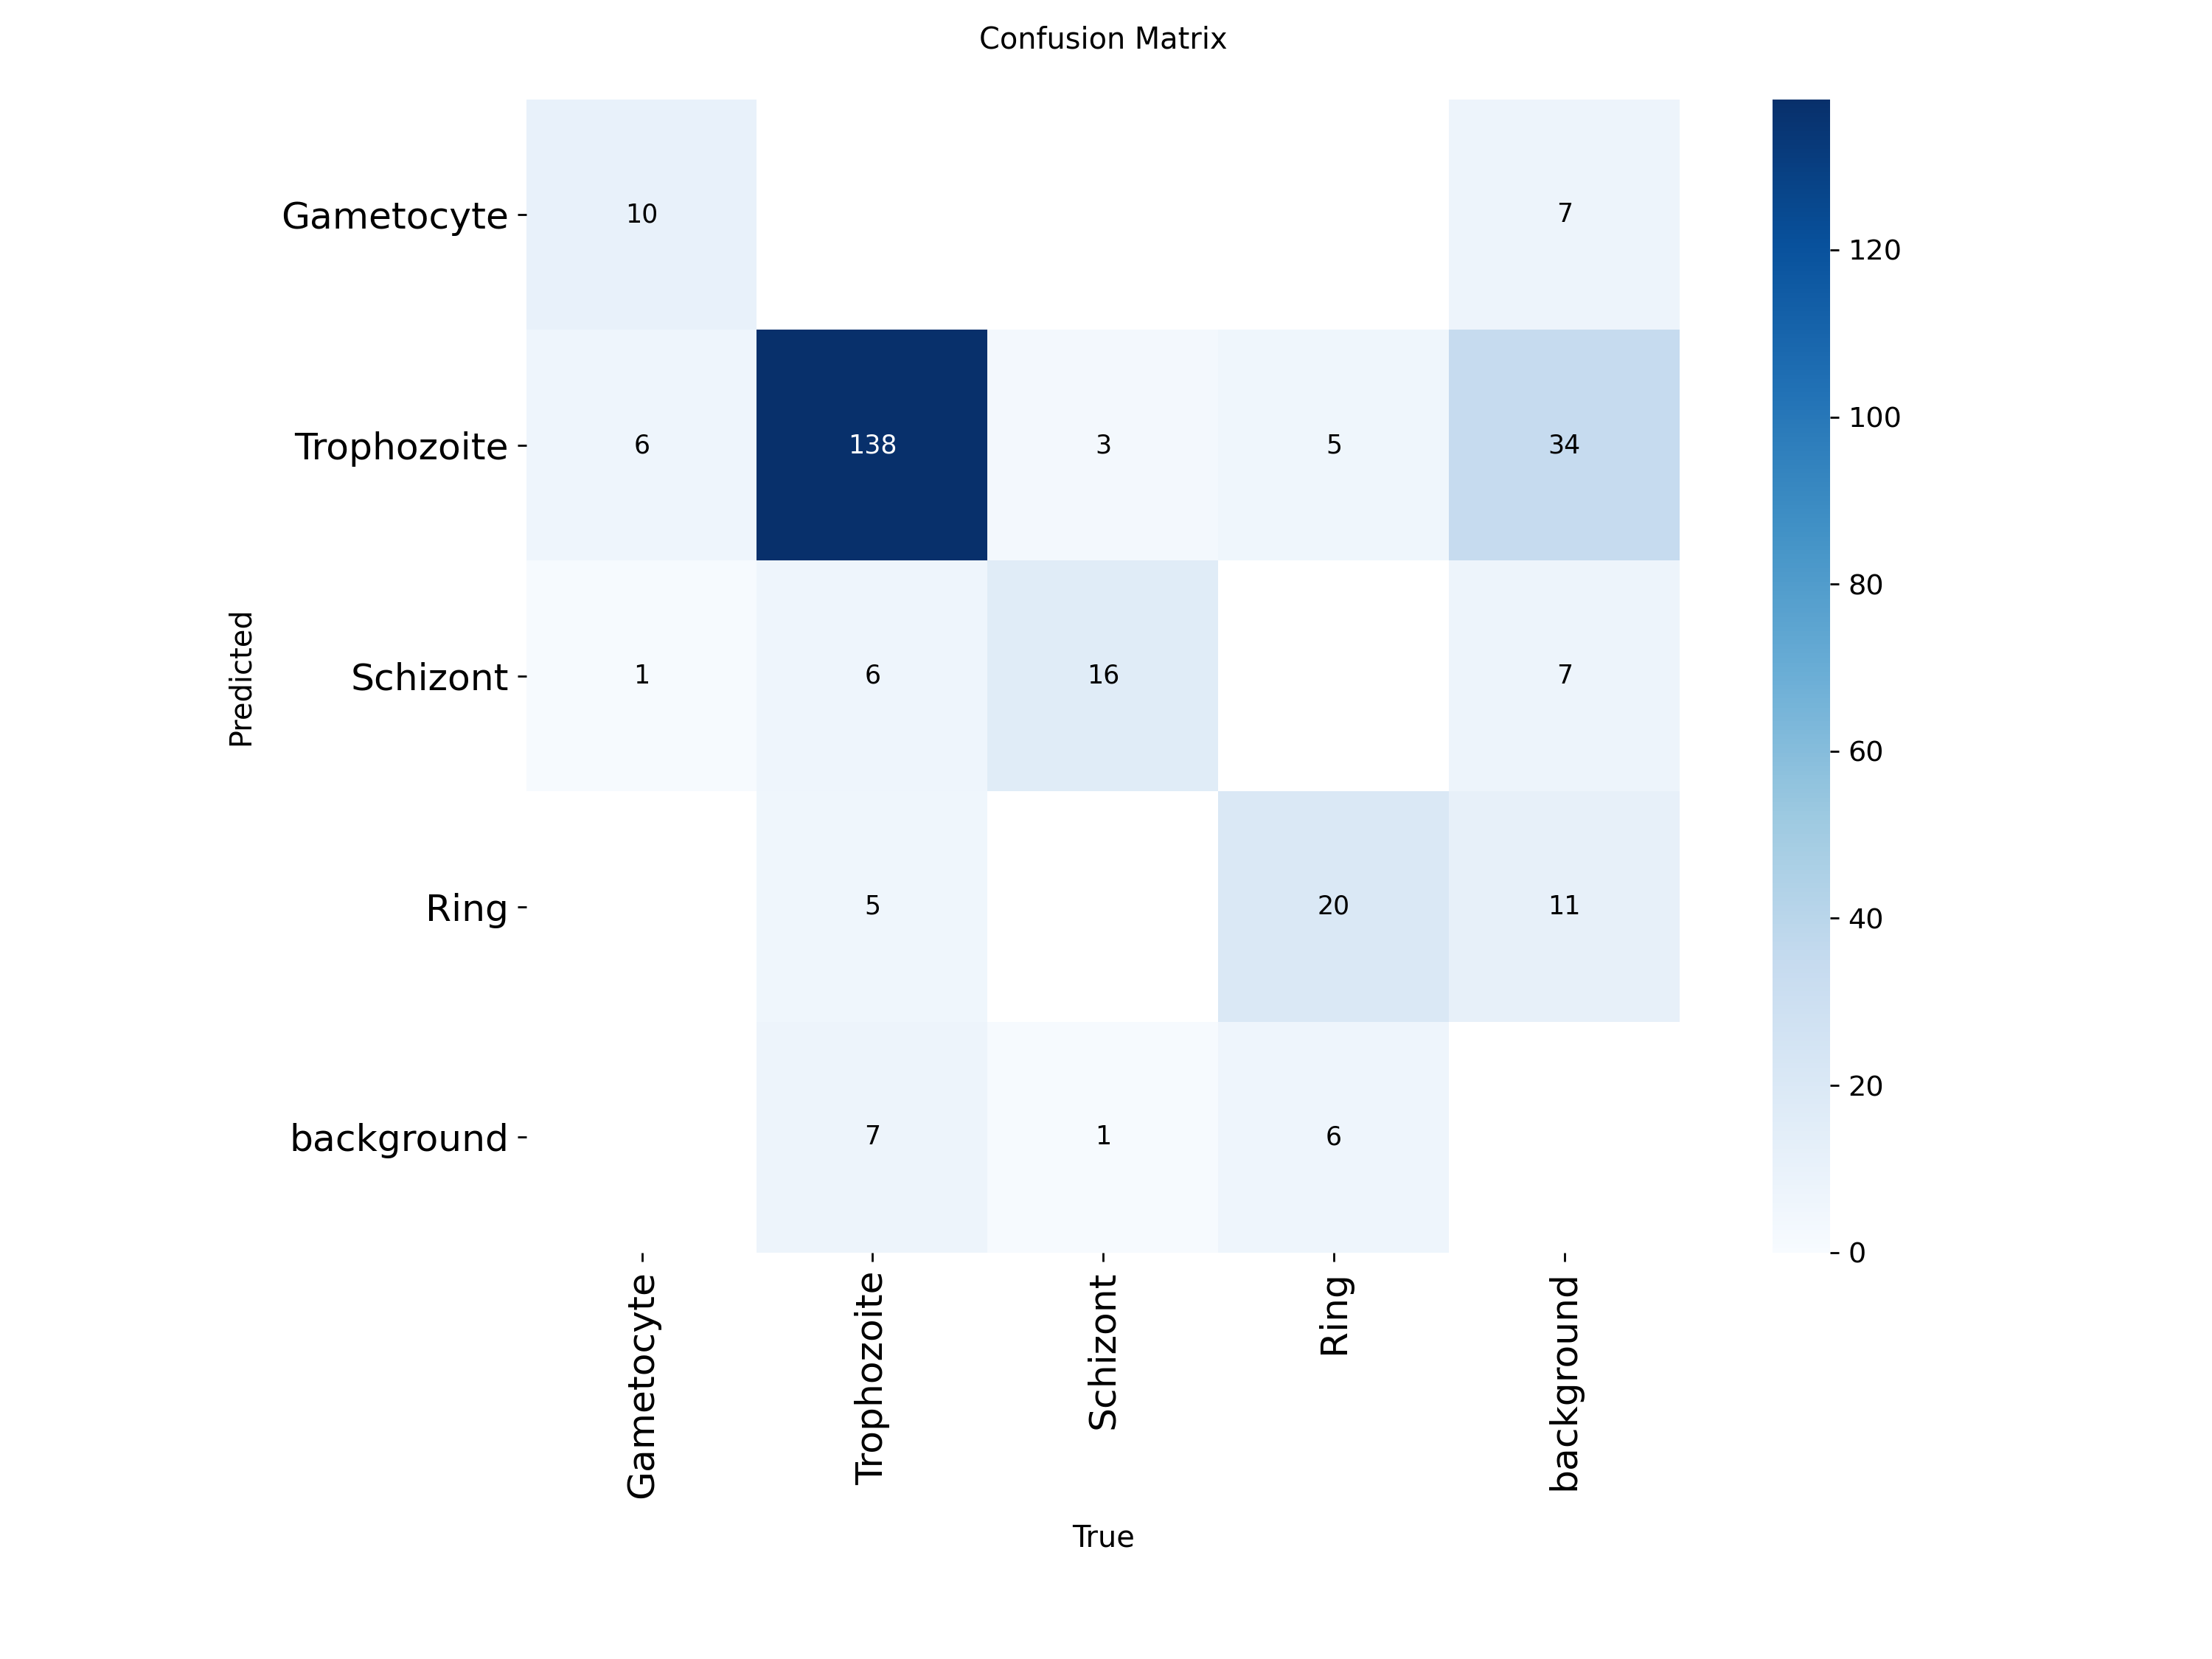 Confusion Matrix
Gametocyte 10 7
Trophozoite 6 138 3 5 34
Schizont 1 6 16 7
Ring 5 20 11
background 7 1 6
Predicted
Gametocyte Trophozoite Schizont Ring background
True
120
100
80
60
40
20
0